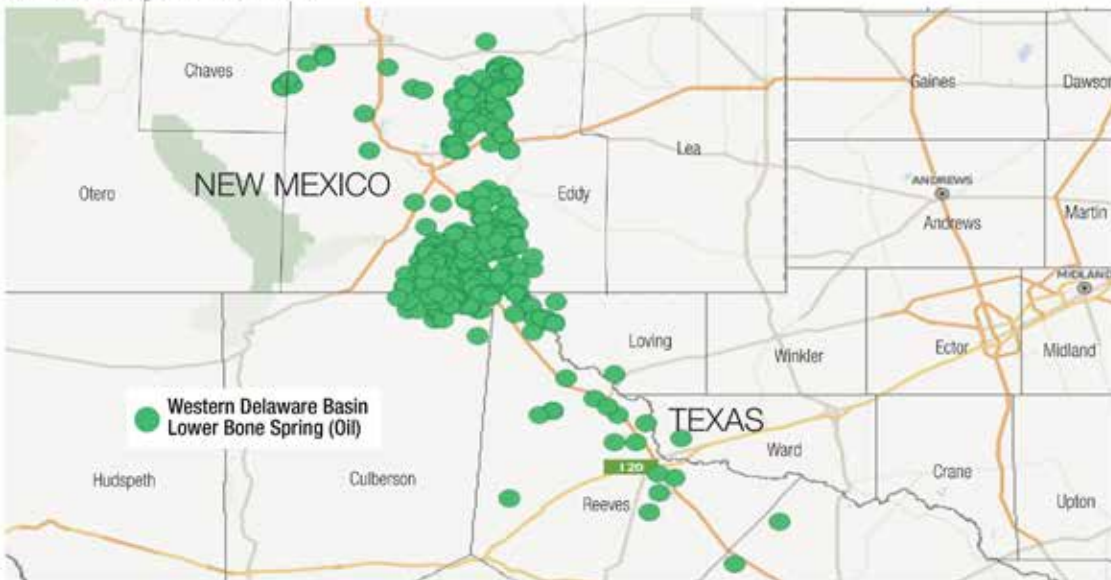 Chaves
Gaines
Dawson
Lea
Otero
NEW MEXICO
Eddy
ANDREWS
Andrews
Martin
MIDLAND
Loving
Winkler
Ector
Midland
Western Delaware Basin
Lower Bone Spring (Oil)
TEXAS
Ward
I 20
Hudspeth
Culberson
Reeves
Crane
Upton